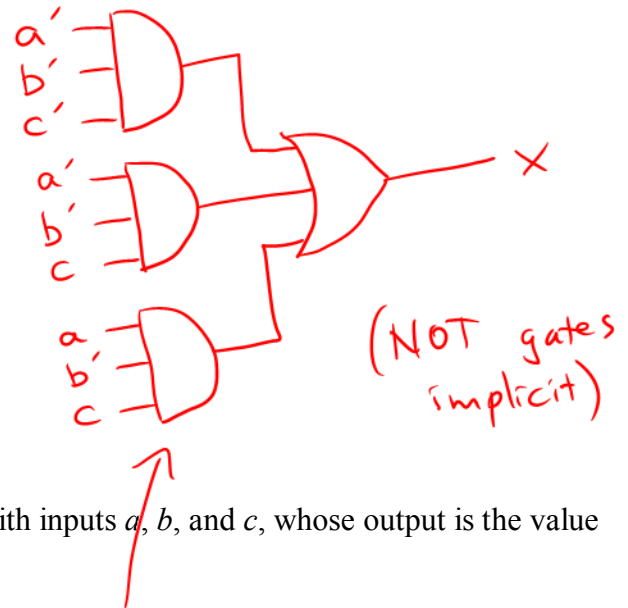 a′
b′
c′
a′
b′
c
x
a
b′
c
(NOT gates
implicit)
ith inputs a, b, and c, whose output is the value